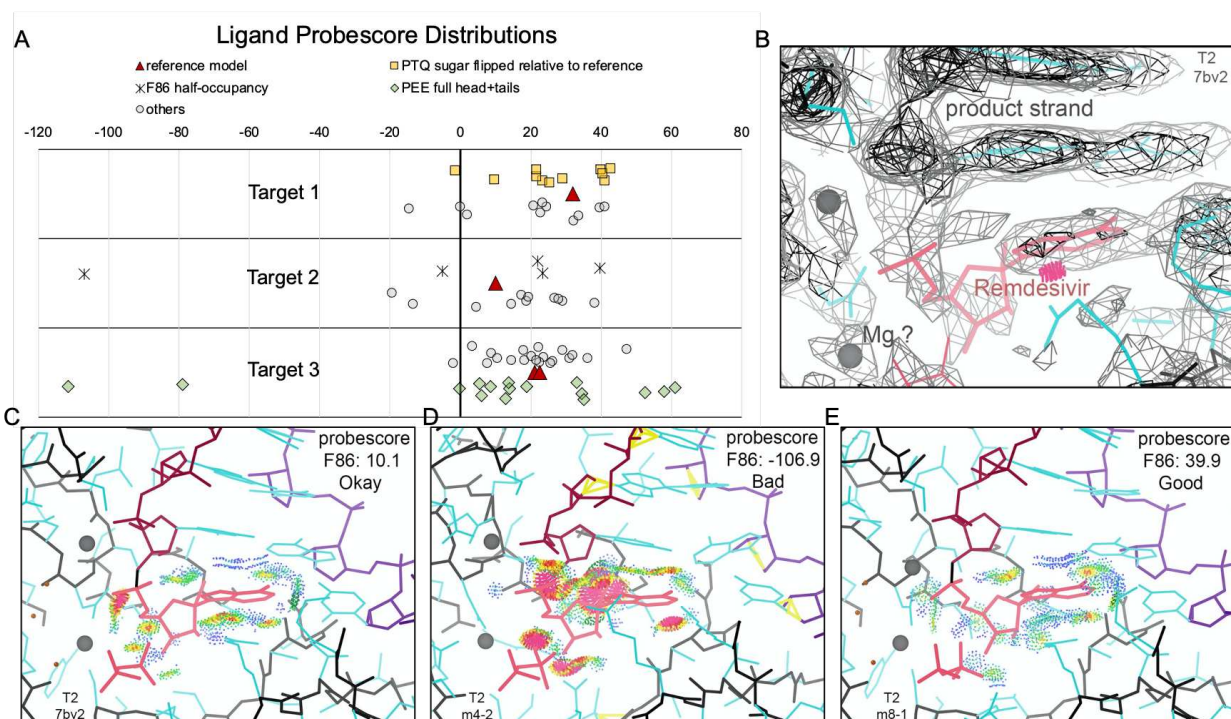 A
Ligand Probescore Distributions
reference model
PTQ sugar flipped relative to reference
F86 half-occupancy
PEE full head+tails
others
-120 -100 -80 -60 -40 -20 0 20 40 60 80
Target 1
Target 2
Target 3
B
T2
7bv2
product strand
Remdesivir
Mg ?
C
probescore
F86: 10.1
Okay
T2
7bv2
D
probescore
F86: -106.9
Bad
T2
m4-2
E
probescore
F86: 39.9
Good
T2
m8-1